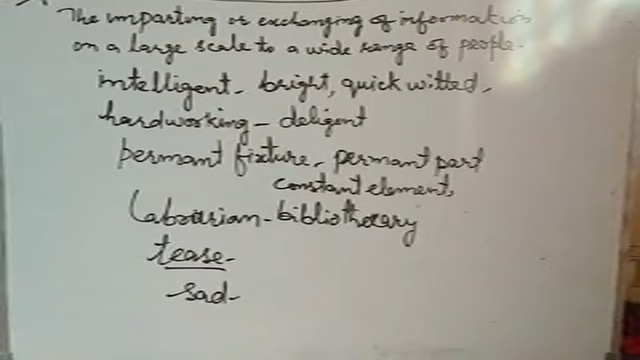 The imparting or exchanging of information
on a large scale to a wide range of people.
intelligent - bright, quick witted -
hardworking - deligent
permant fixture - permant part
constant element,
Labrarian - bibliothecary
tease -
sad -